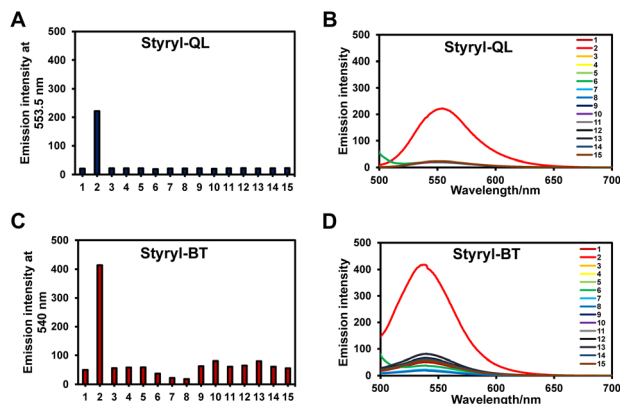 A
Styryl-QL
Emission intensity at
553.5 nm
500
400
300
200
100
0
1 2 3 4 5 6 7 8 9 10 11 12 13 14 15
B
Styryl-QL
Emission intensity
500
400
300
200
100
0
500 550 600 650 700
Wavelength/nm
1
2
3
4
5
6
7
8
9
10
11
12
13
14
15
C
Styryl-BT
Emission intensity at
540 nm
500
400
300
200
100
0
1 2 3 4 5 6 7 8 9 10 11 12 13 14 15
D
Styryl-BT
Emission intensity
500
400
300
200
100
0
500 550 600 650 700
Wavelength/nm
1
2
3
4
5
6
7
8
9
10
11
12
13
14
15